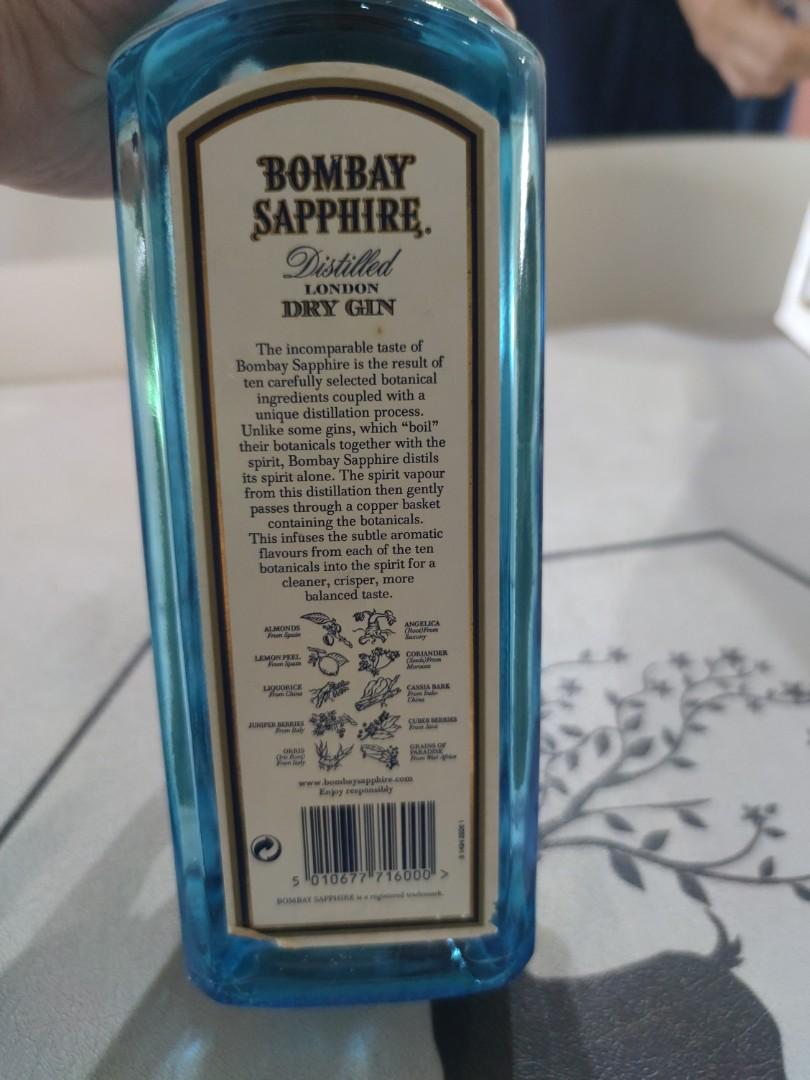 BOMBAY
SAPPHIRE.
Distilled
LONDON
DRY GIN
The incomparable taste of
Bombay Sapphire is the result of
ten carefully selected botanical
ingredients coupled with a
unique distillation process.
Unlike some gins, which “boil”
their botanicals together with the
spirit, Bombay Sapphire distils
its spirit alone. The spirit vapour
from this distillation then gently
passes through a copper basket
containing the botanicals.
This infuses the subtle aromatic
flavours from each of the ten
botanicals into the spirit for a
cleaner, crisper, more
balanced taste.
ALMONDS
From Spain
ANGELICA
(Root) From
Saxony
LEMON PEEL
From Spain
CORIANDER
(Seeds) From
Morocco
LIQUORICE
From China
CASSIA BARK
From Indo-
China
JUNIPER BERRIES
From Italy
CUBEB BERRIES
From Java
ORRIS
(Iris Root)
From Italy
GRAINS OF
PARADISE
From West Africa
www.bombaysapphire.com
Enjoy responsibly
5 010677 716000 >
BOMBAY SAPPHIRE is a registered trademark.